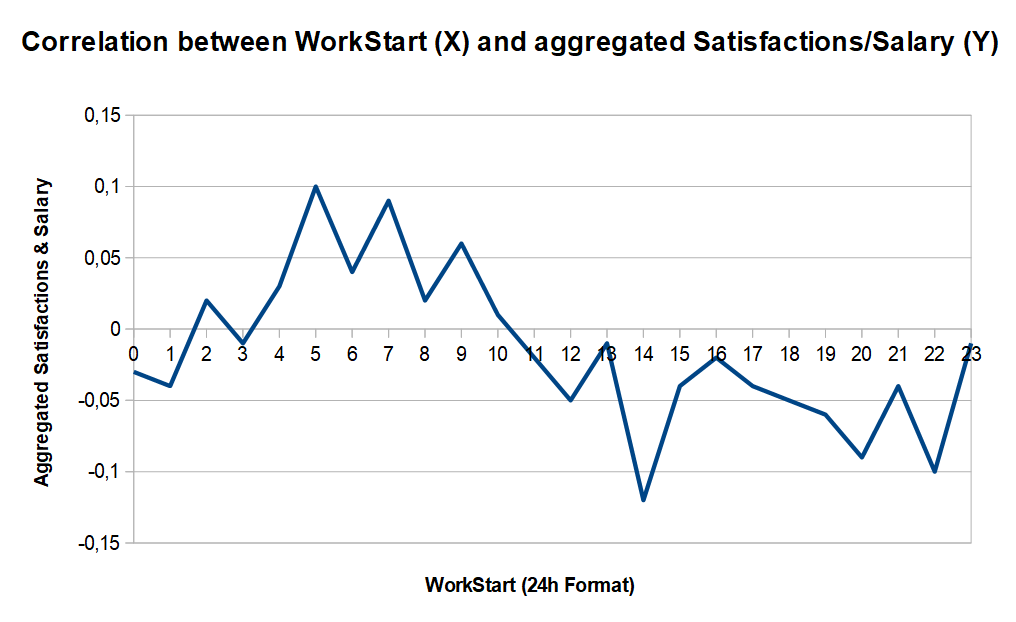 Correlation between WorkStart (X) and aggregated Satisfactions/Salary (Y)
0,15
0,1
0,05
0
-0,05
-0,1
-0,15
Aggregated Satisfactions & Salary
0 1 2 3 4 5 6 7 8 9 10 11 12 13 14 15 16 17 18 19 20 21 22 23
WorkStart (24h Format)